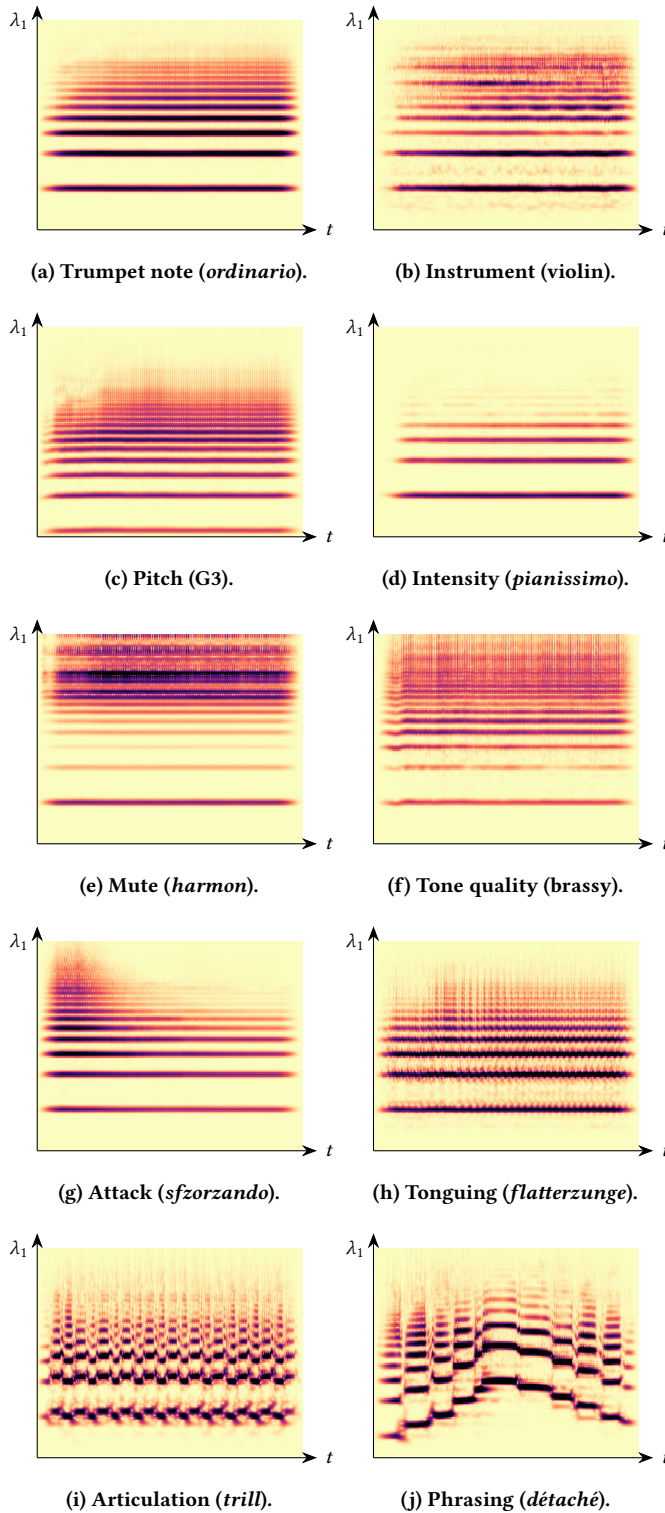 λ1
λ1
t
t
(a) Trumpet note (ordinario).
(b) Instrument (violin).
λ1
λ1
t
t
(c) Pitch (G3).
(d) Intensity (pianissimo).
λ1
λ1
t
t
(e) Mute (harmon).
(f) Tone quality (brassy).
λ1
λ1
t
t
(g) Attack (sfzorzando).
(h) Tonguing (flatterzunge).
λ1
λ1
t
t
(i) Articulation (trill).
(j) Phrasing (détaché).